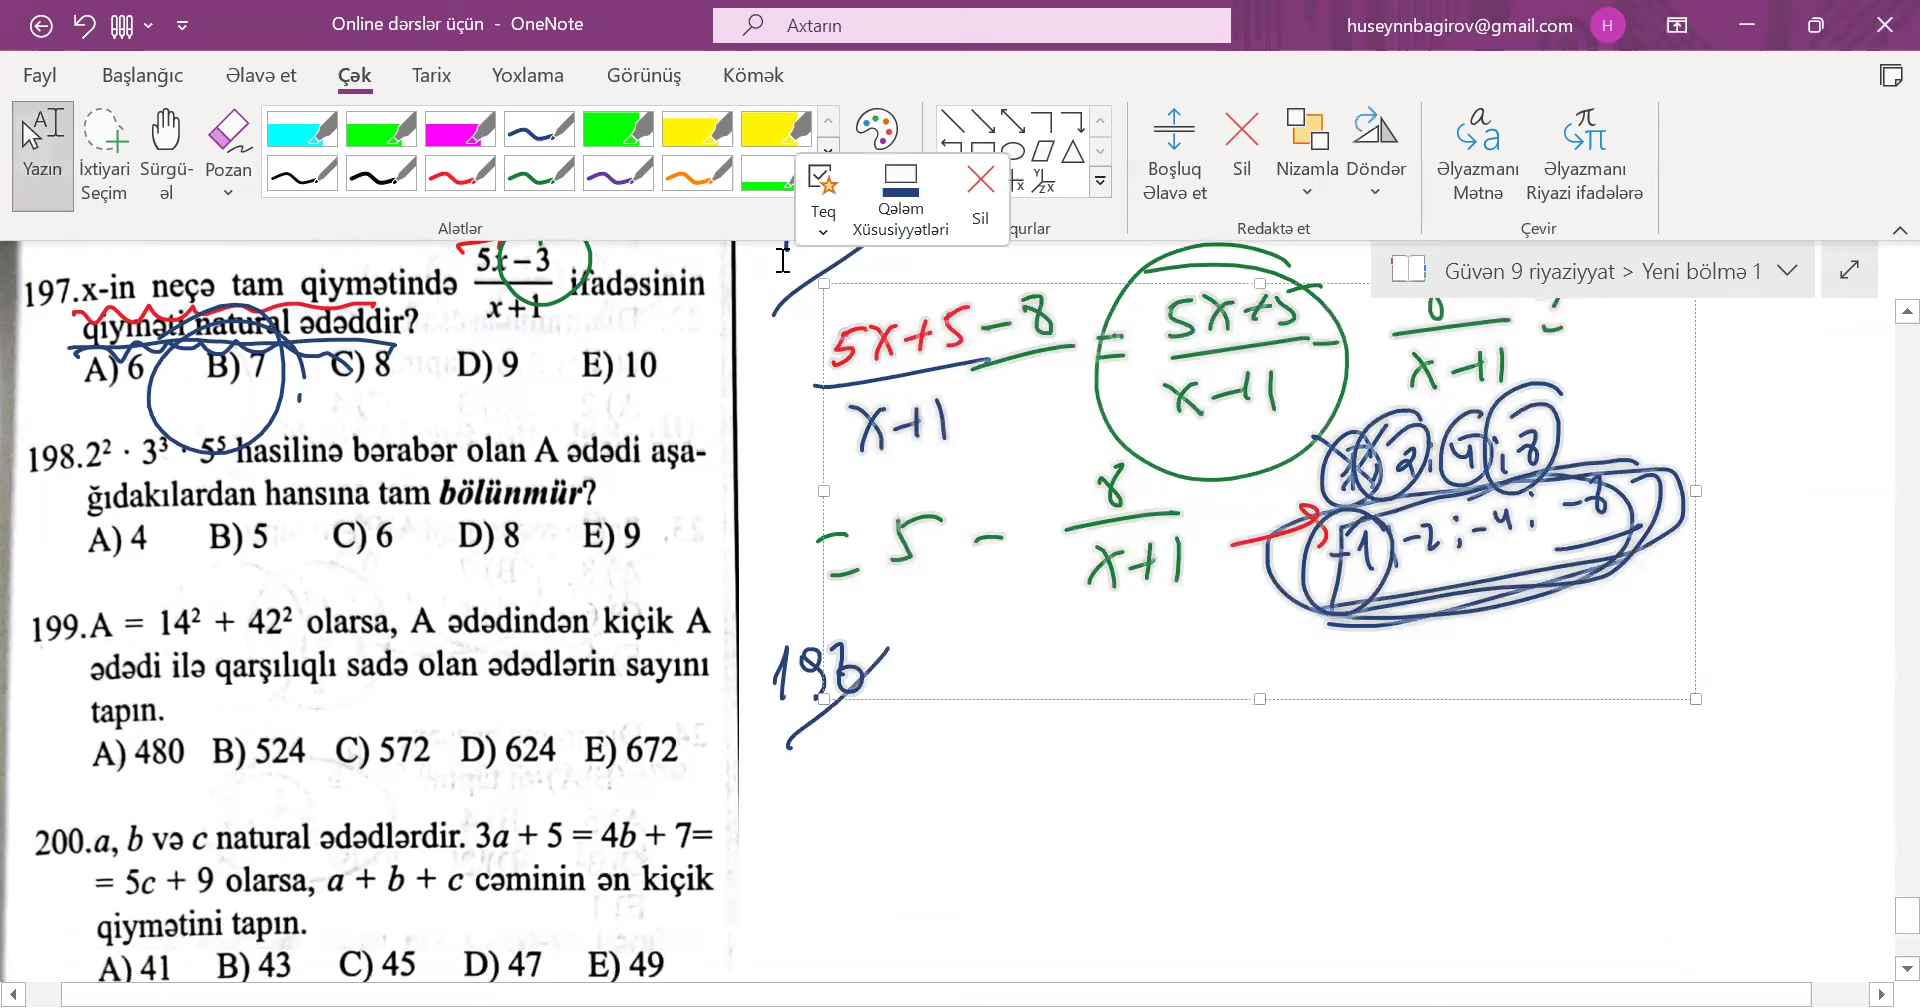 Online dərslər üçün - OneNote
Axtarın
huseynnbagirov@gmail.com
H
Fayl Başlanğıc Əlavə et Çək Tarix Yoxlama Görünüş Kömək
Yazın
İxtiyari Seçim
Sürgü-əl
Pozan
Boşluq Əlavə et
Sil
Nizamla
Döndər
Əlyazmanı Mətnə
Əlyazmanı Riyazi ifadələrə
Teq
Qələm Xüsusiyyətləri
Sil
Alətlər
qurlar
Redaktə et
Çevir
Güvən 9 riyaziyyat > Yeni bölmə 1
197.x-in neçə tam qiymətində (5x−3)/(x+1) ifadəsinin
qiyməti natural ədəddir?
A) 6 B) 7 C) 8 D) 9 E) 10
198.2² · 3³ · 5⁵ hasilinə bərabər olan A ədədi aşa-
ğıdakılardan hansına tam bölünmür?
A) 4 B) 5 C) 6 D) 8 E) 9
199.A = 14² + 42² olarsa, A ədədindən kiçik A
ədədi ilə qarşılıqlı sadə olan ədədlərin sayını
tapın.
A) 480 B) 524 C) 572 D) 624 E) 672
200.a, b və c natural ədədlərdir. 3a + 5 = 4b + 7=
= 5c + 9 olarsa, a + b + c cəminin ən kiçik
qiymətini tapın.
A) 41 B) 43 C) 45 D) 47 E) 49
5x+5−8 = 5x+5 −
x+1 x+1 x+1
2; 4; 8
= 5 − 8
x+1
−1; −2; −4; −8
198